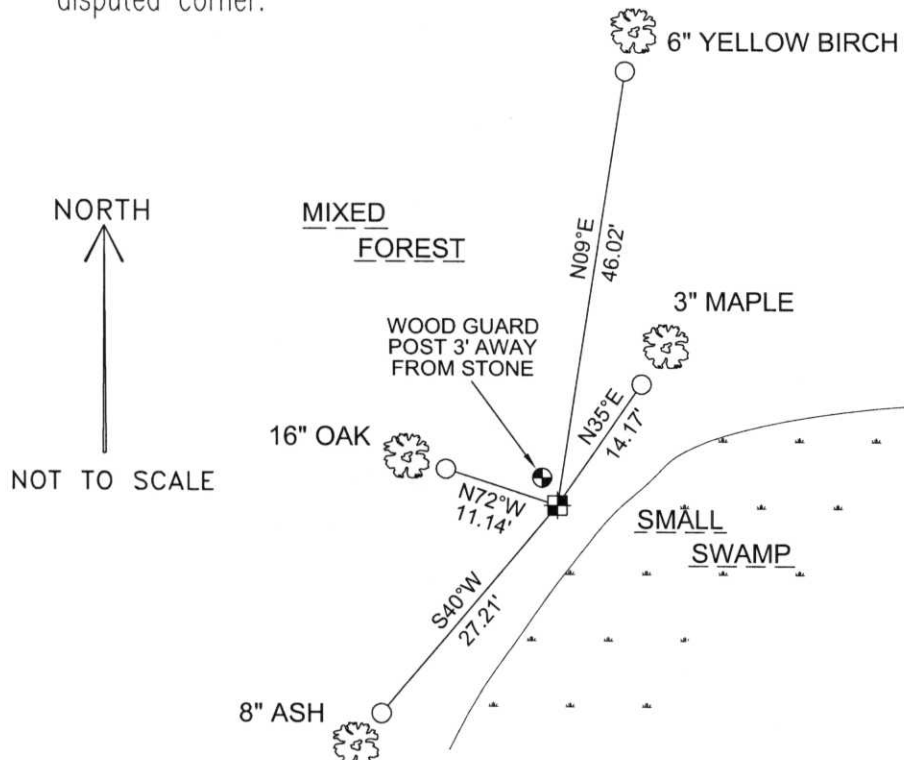 disputed corner.
6" YELLOW BIRCH
NORTH
MIXED
FOREST
N09°E
46.02'
3" MAPLE
WOOD GUARD
POST 3' AWAY
FROM STONE
N35°E
14.17'
16" OAK
NOT TO SCALE
N72°W
11.14'
SMALL
SWAMP
S40°W
27.21'
8" ASH